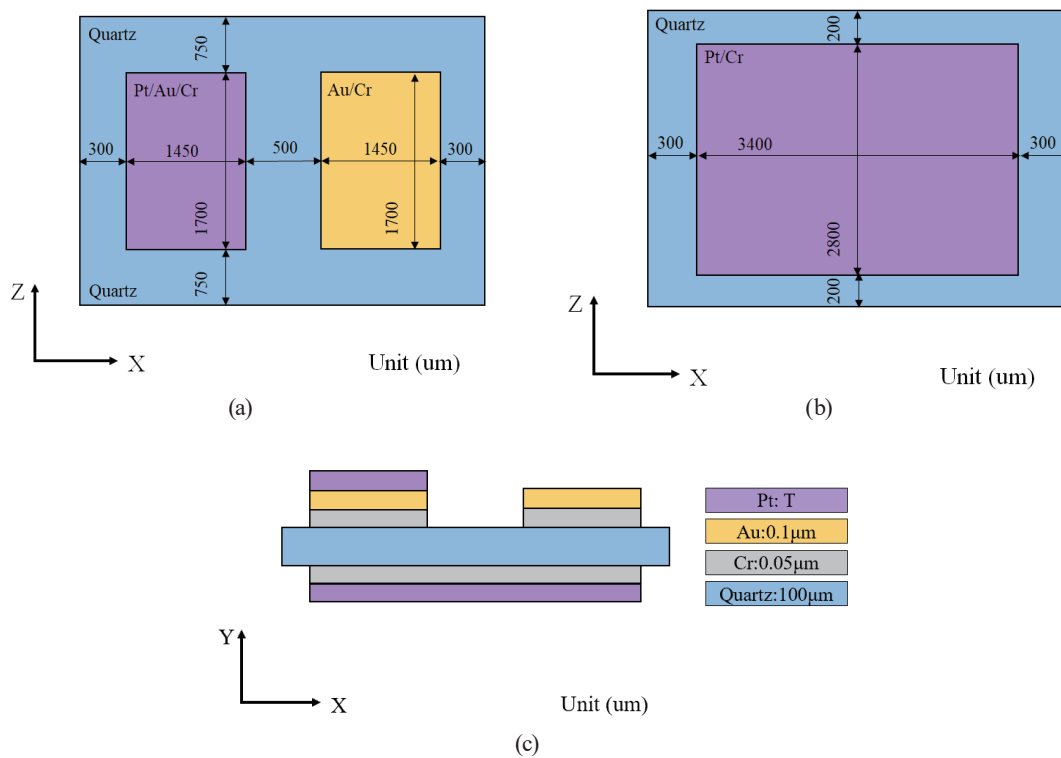 Quartz
750
Pt/Au/Cr
Au/Cr
300
1450
500
1450
300
1700
1700
750
Quartz
Z
X
Unit (um)
(a)
Quartz
200
Pt/Cr
300
3400
300
2800
200
Z
X
Unit (um)
(b)
Pt: T
Au:0.1μm
Cr:0.05μm
Quartz:100μm
Y
X
Unit (um)
(c)